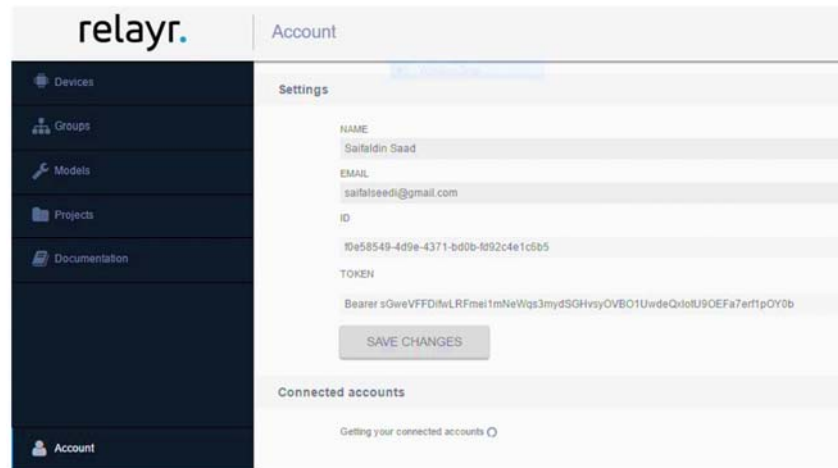 relayr.
Account
Devices
Groups
Models
Projects
Documentation
Account
Settings
NAME
Saifaldin Saad
EMAIL
saifalseedi@gmail.com
ID
f0e58549-4d9e-4371-bd0b-fd92c4e1c6b5
TOKEN
Bearer
SAVE CHANGES
Connected accounts
Getting your connected accounts